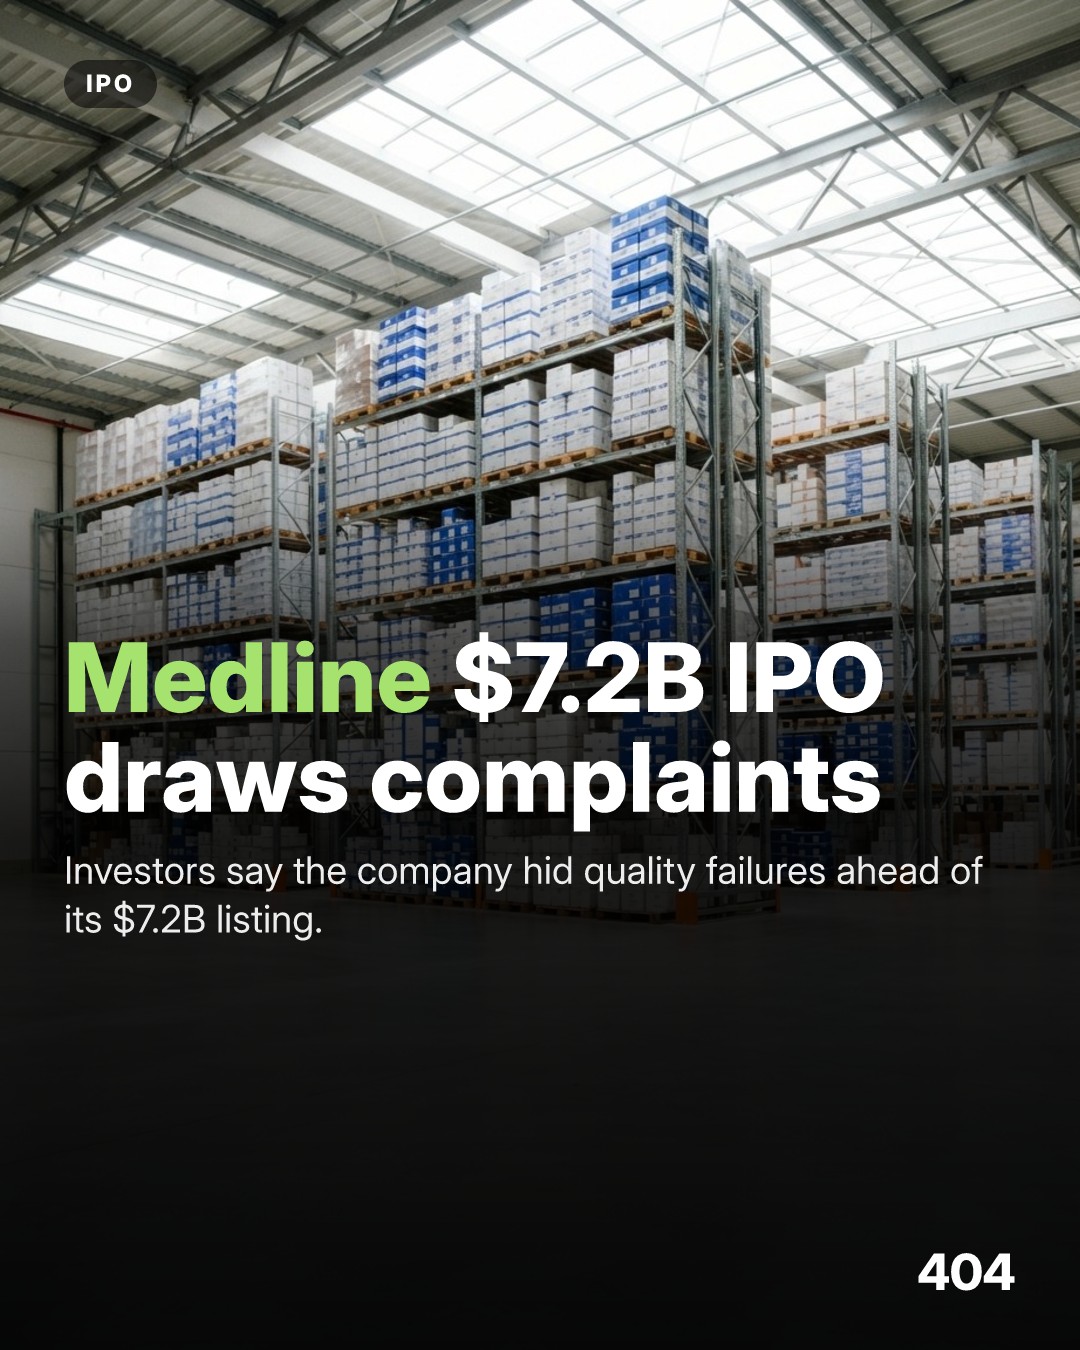 IPO
Medline $7.2B IPO
draws complaints
Investors say the company hid quality failures ahead of
its $7.2B listing.
404